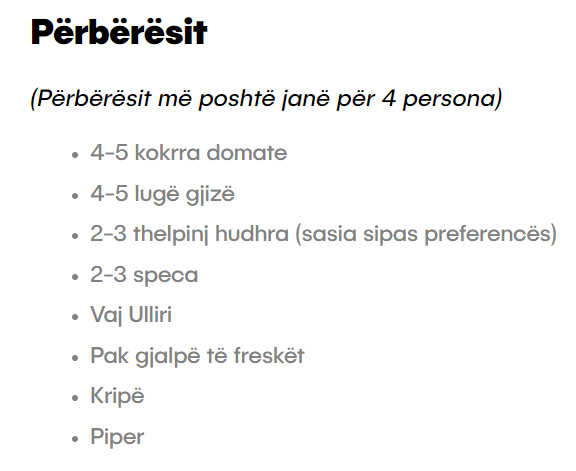 Përbërësit
(Përbërësit më poshtë janë për 4 persona)
• 4-5 kokrra domate
• 4-5 lugë gjizë
• 2-3 thelpinj hudhra (sasia sipas preferencës)
• 2-3 speca
• Vaj Ulliri
• Pak gjalpë të freskët
• Kripë
• Piper